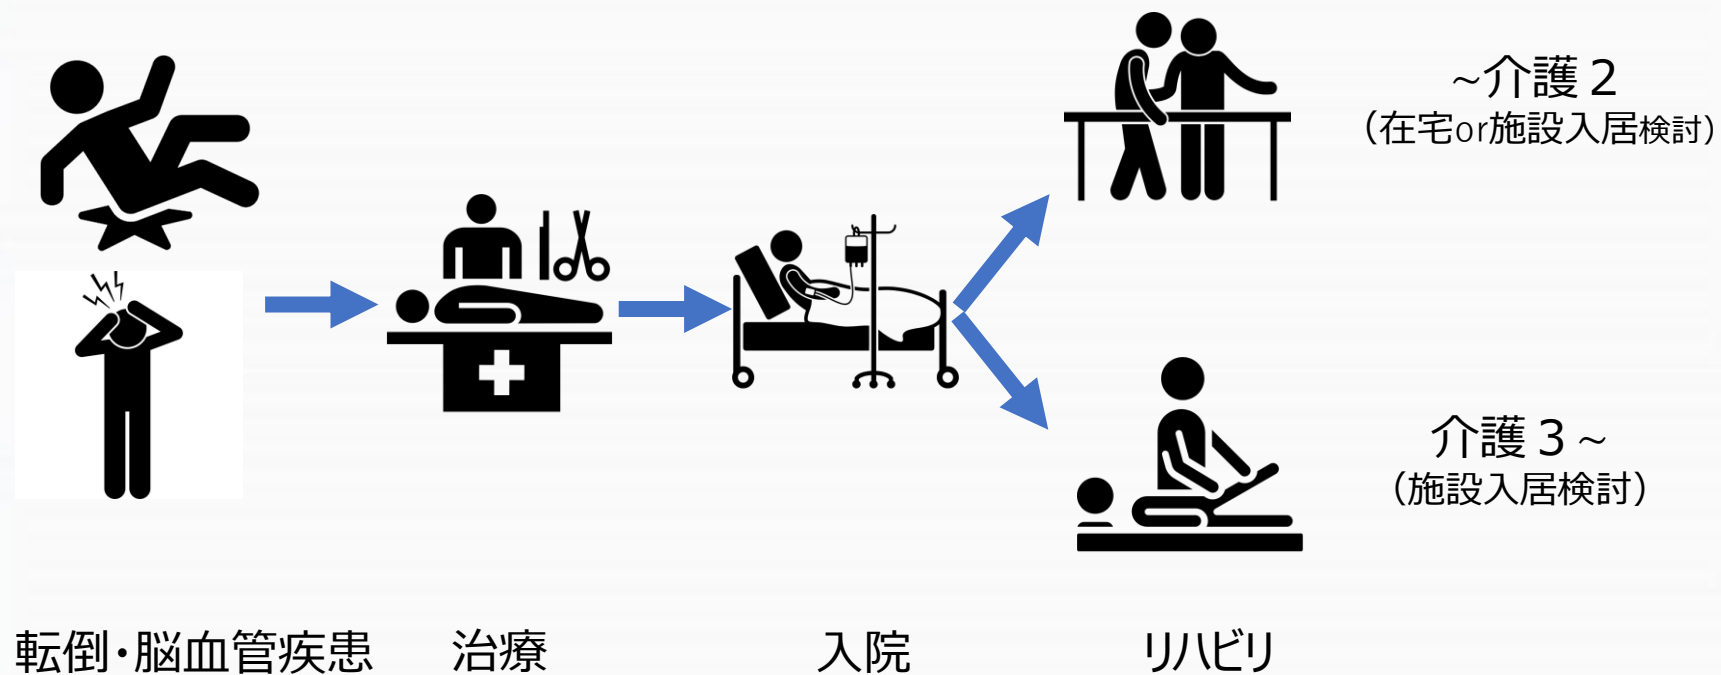 ~介護２
（在宅or施設入居検討）
介護３~
（施設入居検討）
転倒・脳血管疾患
治療
入院
リハビリ